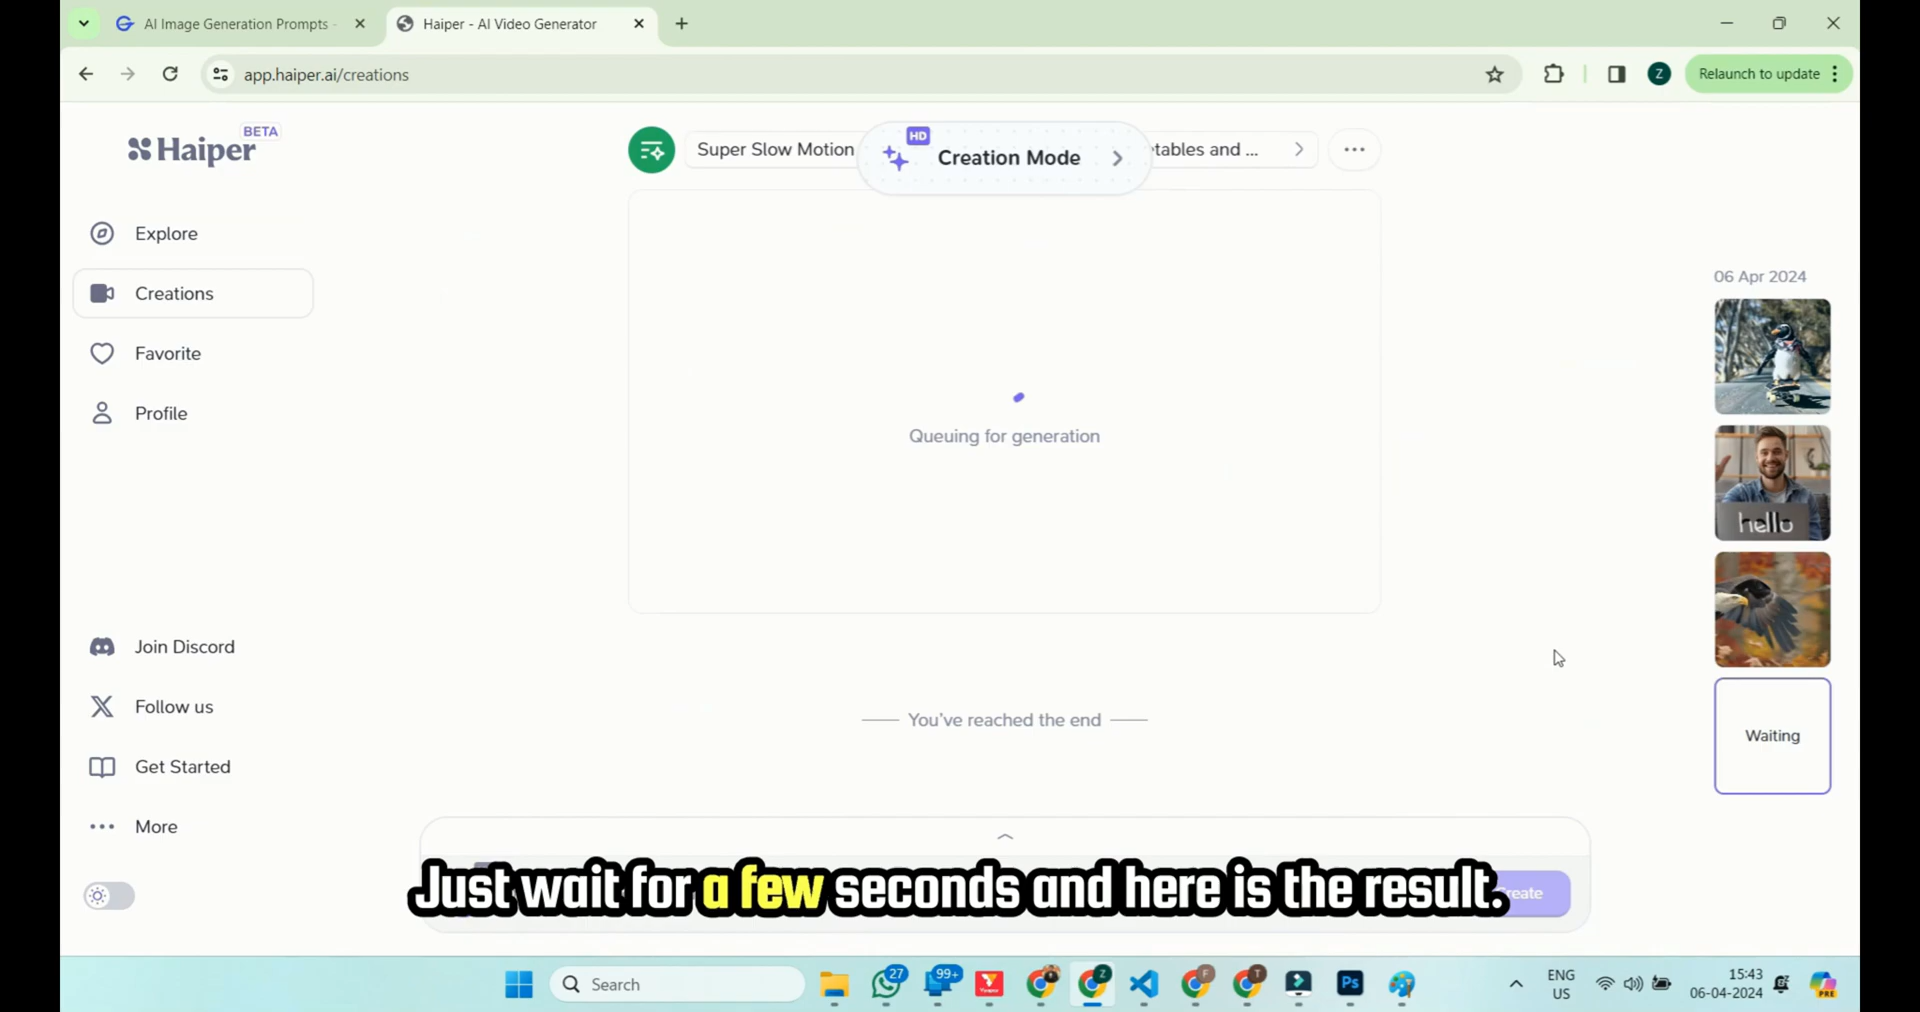 AI Image Generation Prompts -
Haiper - AI Video Generator
app.haiper.ai/creations
Z
Relaunch to update
Haiper
BETA
Explore
Creations
Favorite
Profile
Join Discord
Follow us
Get Started
More
Super Slow Motion
HD
Creation Mode
tables and ...
Queuing for generation
You've reached the end
06 Apr 2024
hello
Waiting
Just wait for a few seconds and here is the result.
Search
27
99+
Z
F
T
Ps
ENG
US
15:43
06-04-2024
PRE